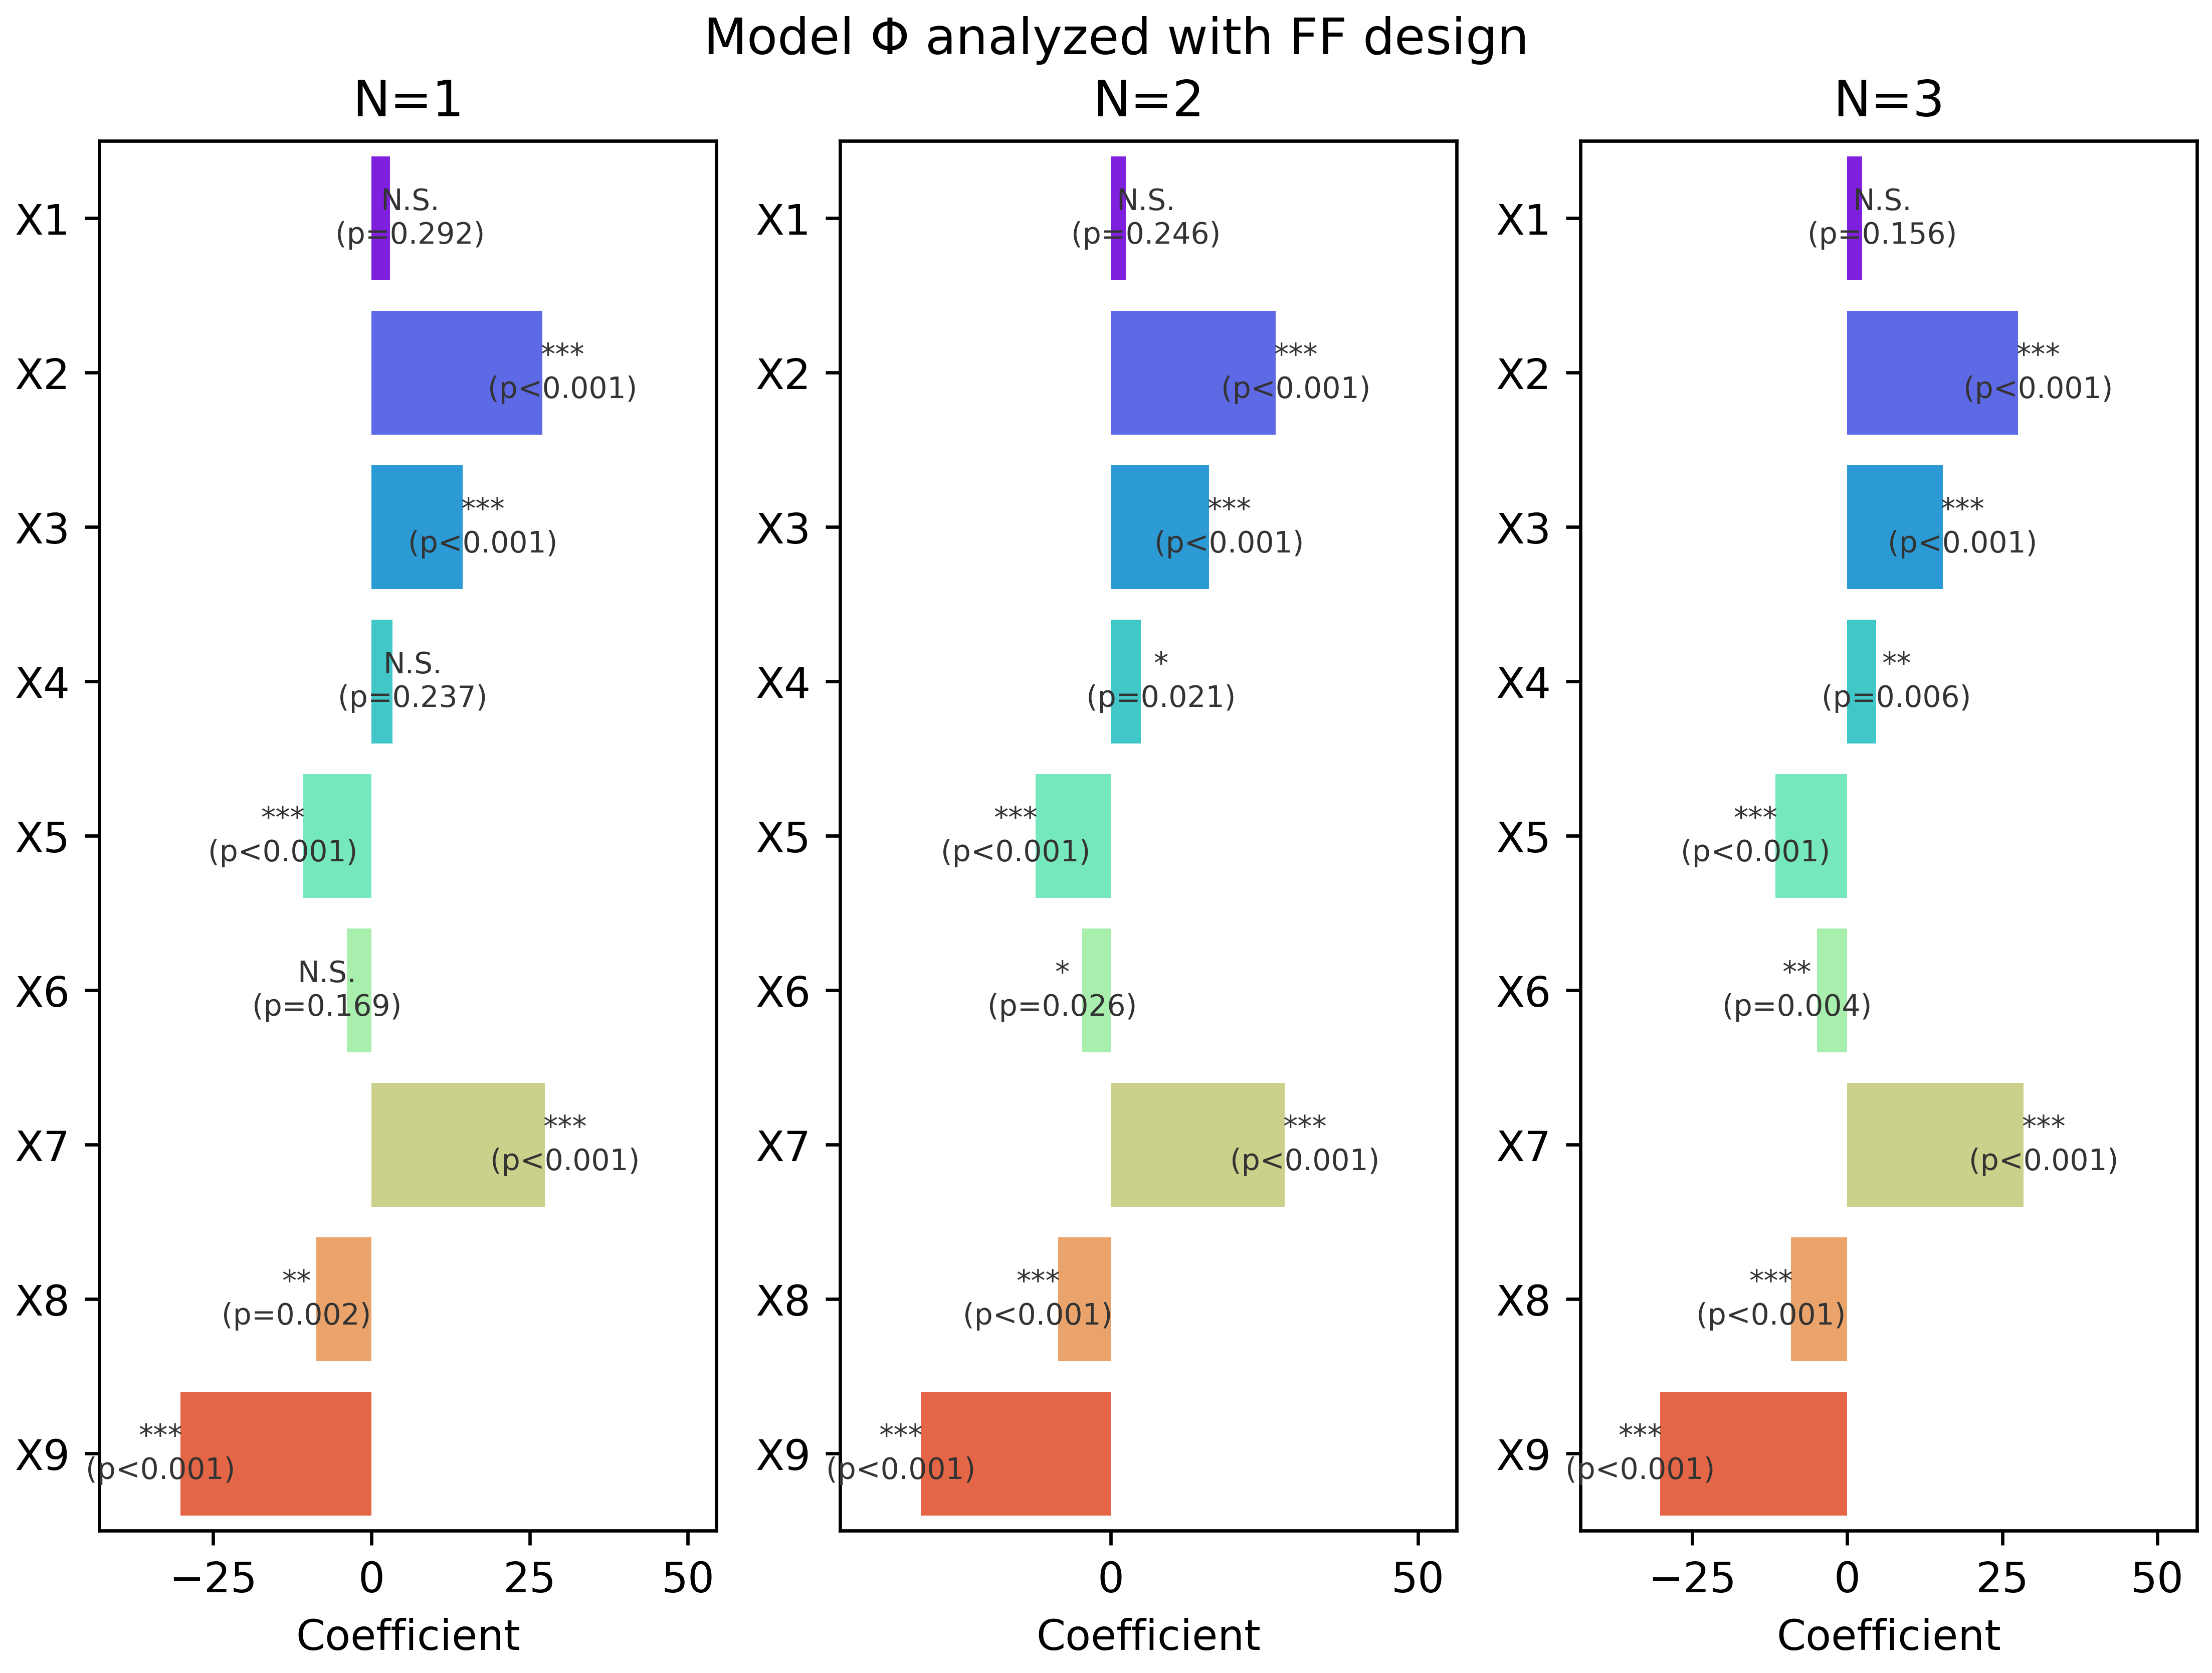 Model Φ analyzed with FF design
N=1
X1
N.S.
(p=0.292)
X2
***
(p<0.001)
X3
***
(p<0.001)
X4
N.S.
(p=0.237)
X5
***
(p<0.001)
X6
N.S.
(p=0.169)
X7
***
(p<0.001)
X8
**
(p=0.002)
X9
***
(p<0.001)
−25 0 25 50
Coefficient
N=2
X1
N.S.
(p=0.246)
X2
***
(p<0.001)
X3
***
(p<0.001)
X4
*
(p=0.021)
X5
***
(p<0.001)
X6
*
(p=0.026)
X7
***
(p<0.001)
X8
***
(p<0.001)
X9
***
(p<0.001)
0 50
Coefficient
N=3
X1
N.S.
(p=0.156)
X2
***
(p<0.001)
X3
***
(p<0.001)
X4
**
(p=0.006)
X5
***
(p<0.001)
X6
**
(p=0.004)
X7
***
(p<0.001)
X8
***
(p<0.001)
X9
***
(p<0.001)
−25 0 25 50
Coefficient